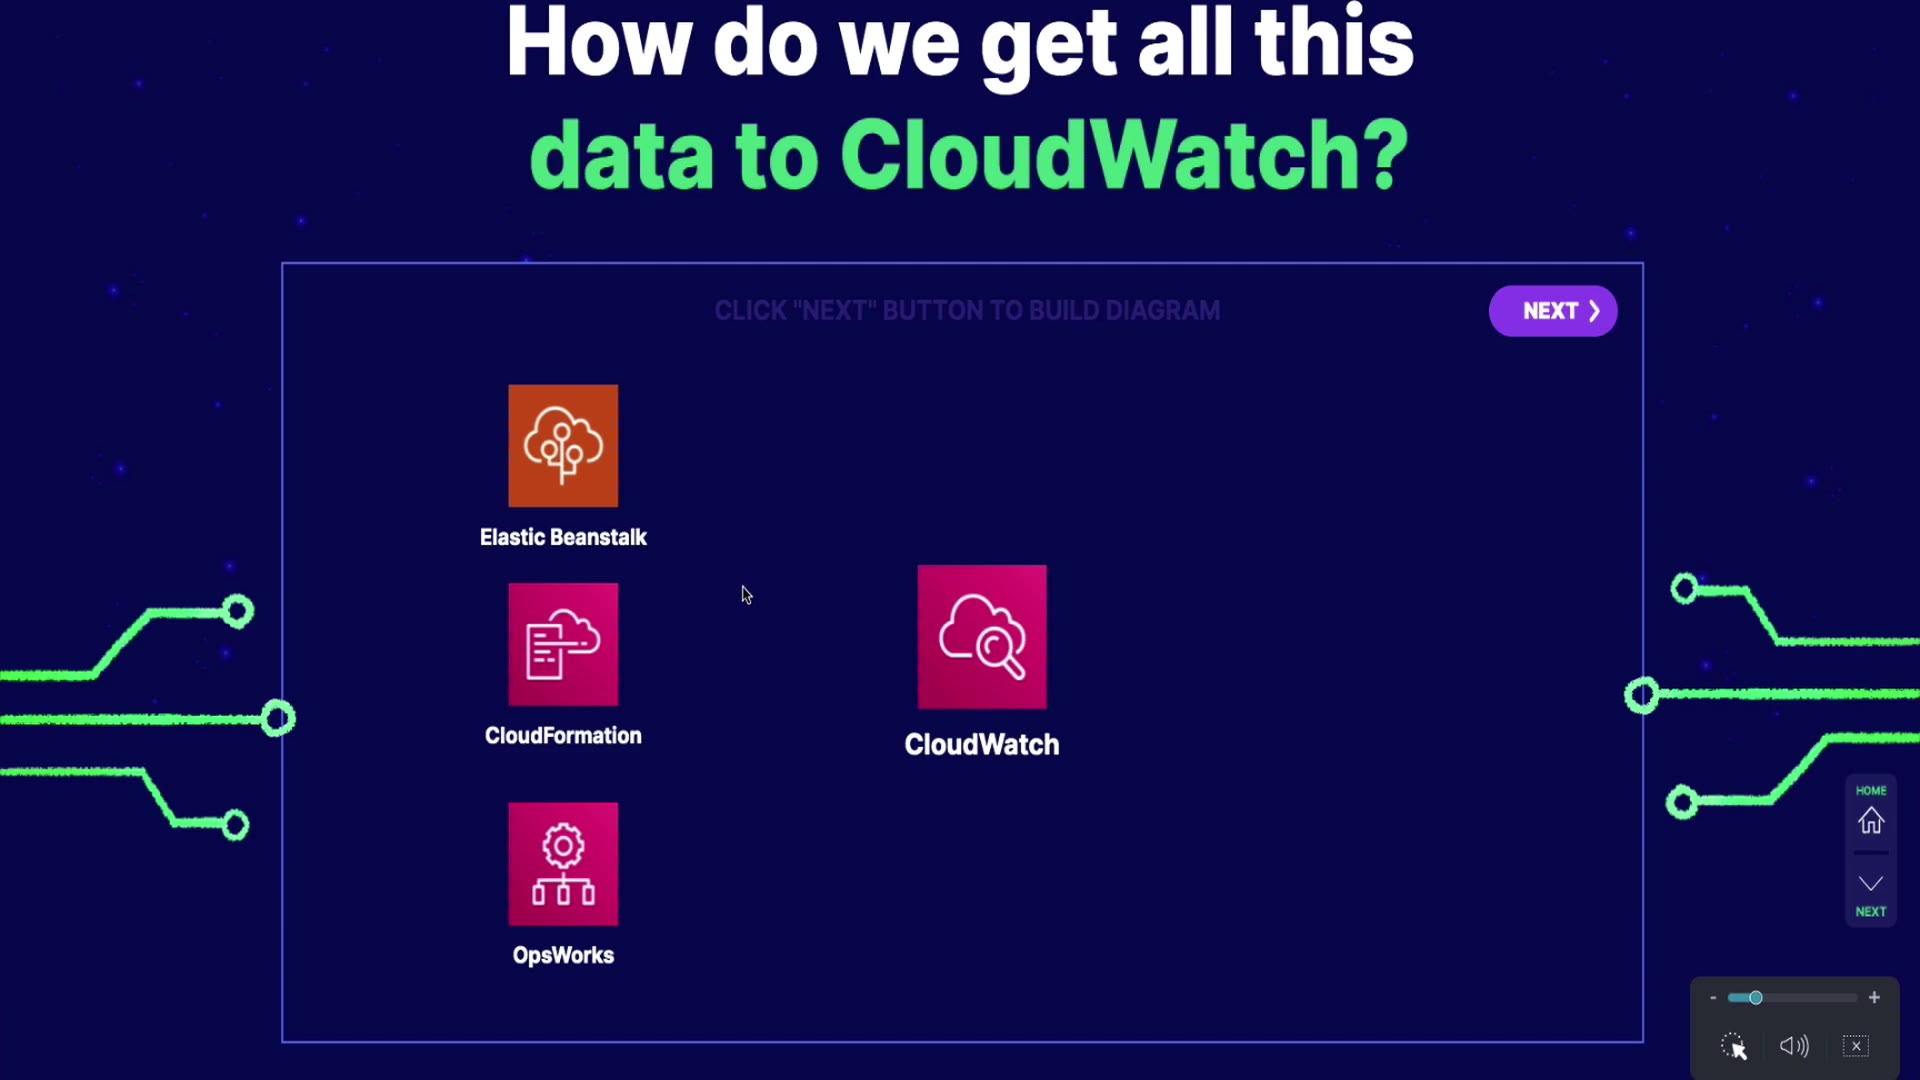 How do we get all this
data to CloudWatch?
CLICK "NEXT" BUTTON TO BUILD DIAGRAM
NEXT
Elastic Beanstalk
CloudFormation
CloudWatch
OpsWorks
HOME
NEXT